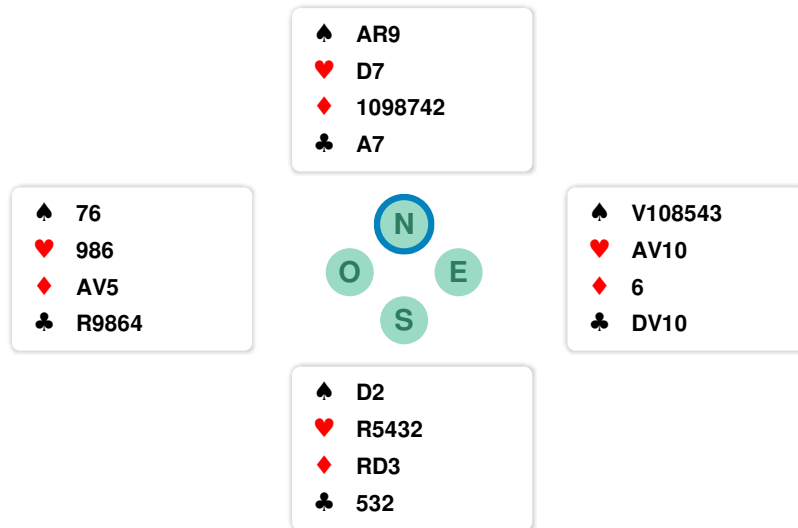 ♠ AR9
♥ D7
♦ 1098742
♣ A7
♠ 76
♥ 986
♦ AV5
♣ R9864
N
O E
S
♠ V108543
♥ AV10
♦ 6
♣ DV10
♠ D2
♥ R5432
♦ RD3
♣ 532